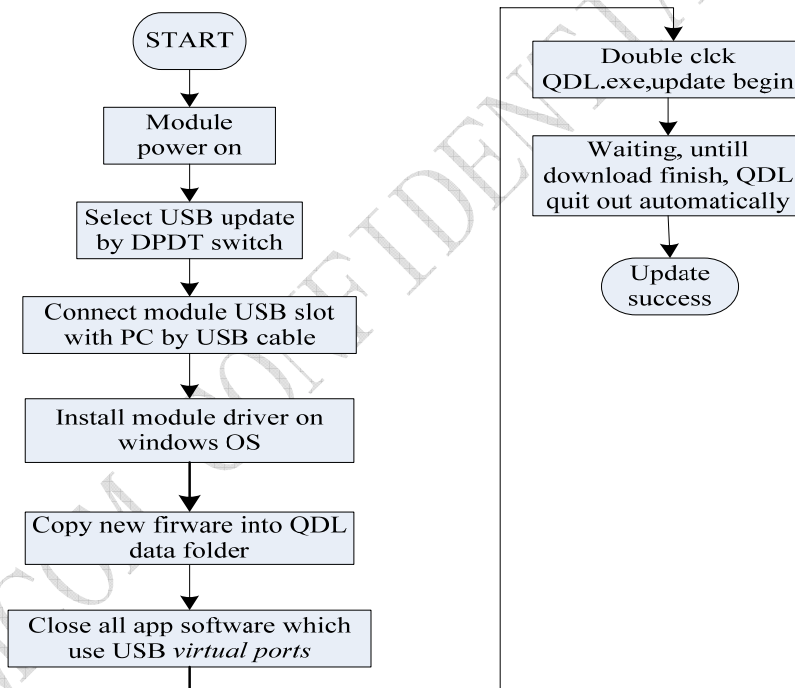 START
Module
power on
Select USB update
by DPDT switch
Connect module USB slot
with PC by USB cable
Install module driver on
windows OS
Copy new firware into QDL
data folder
Close all app software which
use USB virtual ports
Double clck
QDL.exe,update begin
Waiting, untill
download finish, QDL
quit out automatically
Update
success